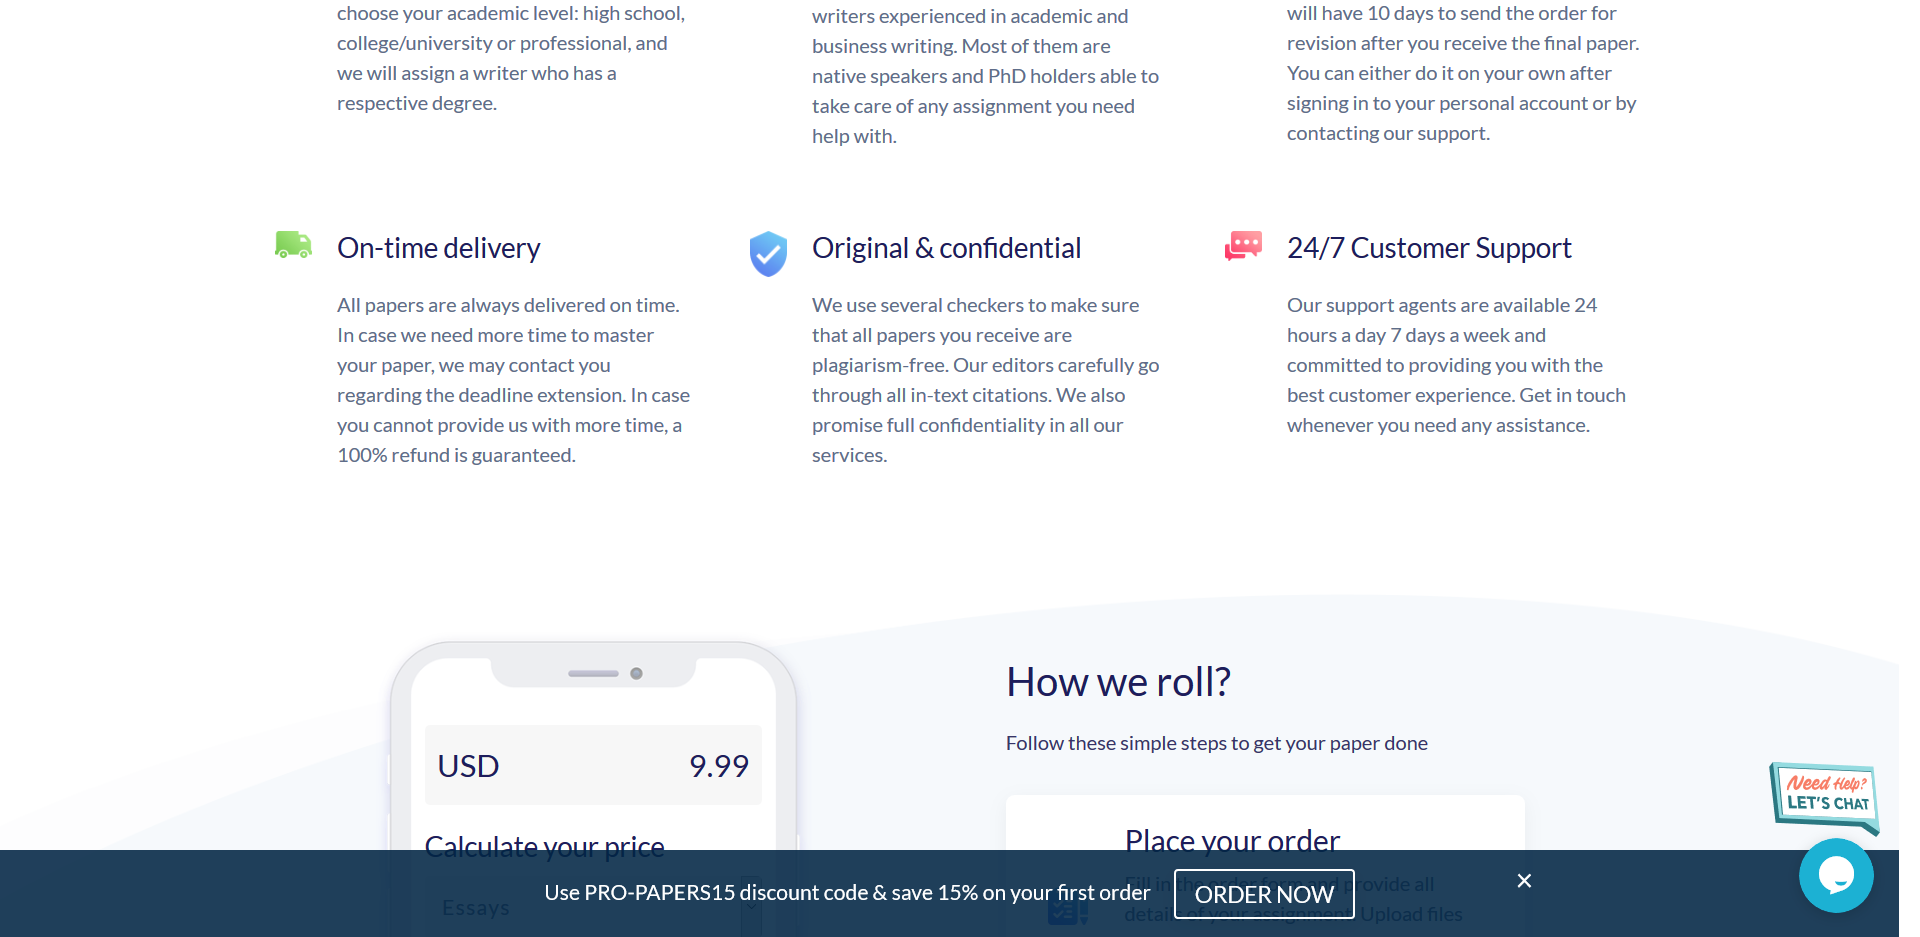 choose your academic level: high school,
college/university or professional, and
we will assign a writer who has a
respective degree.
writers experienced in academic and
business writing. Most of them are
native speakers and PhD holders able to
take care of any assignment you need
help with.
will have 10 days to send the order for
revision after you receive the final paper.
You can either do it on your own after
signing in to your personal account or by
contacting our support.
On-time delivery
All papers are always delivered on time.
In case we need more time to master
your paper, we may contact you
regarding the deadline extension. In case
you cannot provide us with more time, a
100% refund is guaranteed.
Original & confidential
We use several checkers to make sure
that all papers you receive are
plagiarism-free. Our editors carefully go
through all in-text citations. We also
promise full confidentiality in all our
services.
24/7 Customer Support
Our support agents are available 24
hours a day 7 days a week and
committed to providing you with the
best customer experience. Get in touch
whenever you need any assistance.
USD 9.99
Calculate your price
Essays
How we roll?
Follow these simple steps to get your paper done
Place your order
Fill in the order form and provide all
details of your assignment. Upload files
Need Help?
LET'S CHAT
Use PRO-PAPERS15 discount code & save 15% on your first order
ORDER NOW